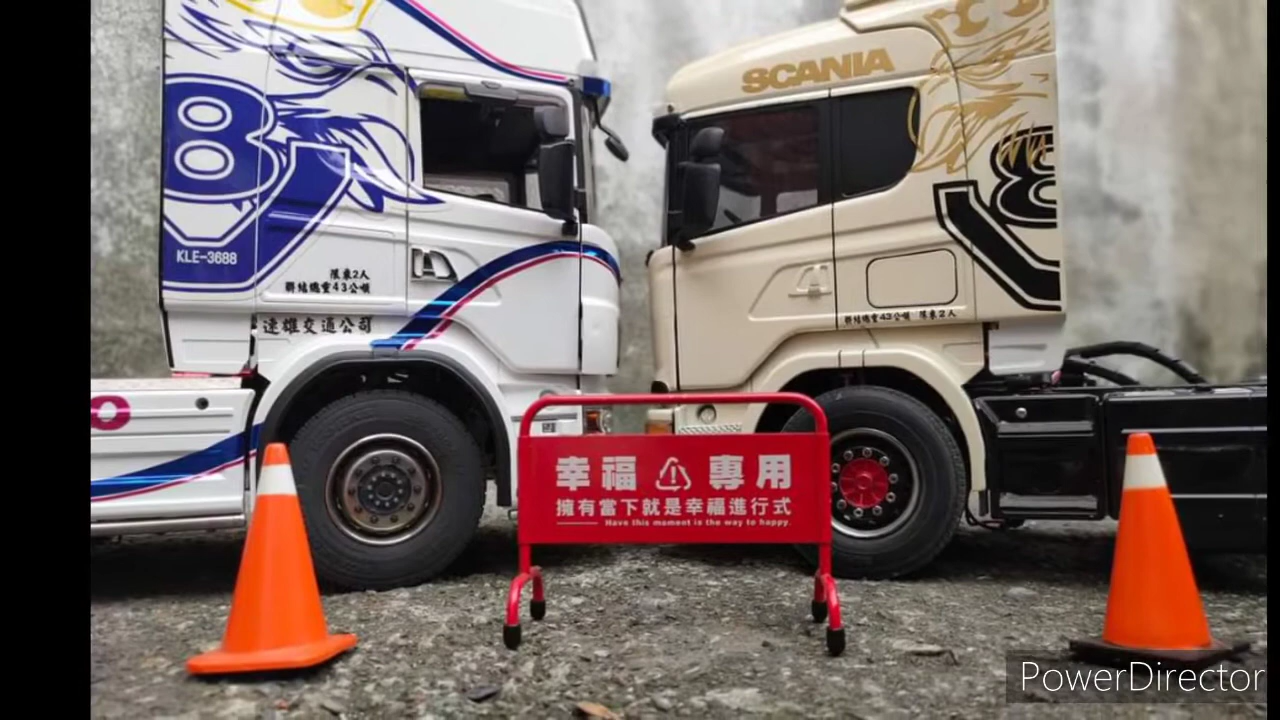 SCANIA
V8
V8
KLE-3688
限乘2人
聯結總重43公噸
達雄交通公司
聯結總重43公噸 限乘2人
O
幸福 專用
擁有當下就是幸福進行式
Have this moment is the way to happy.
PowerDirector